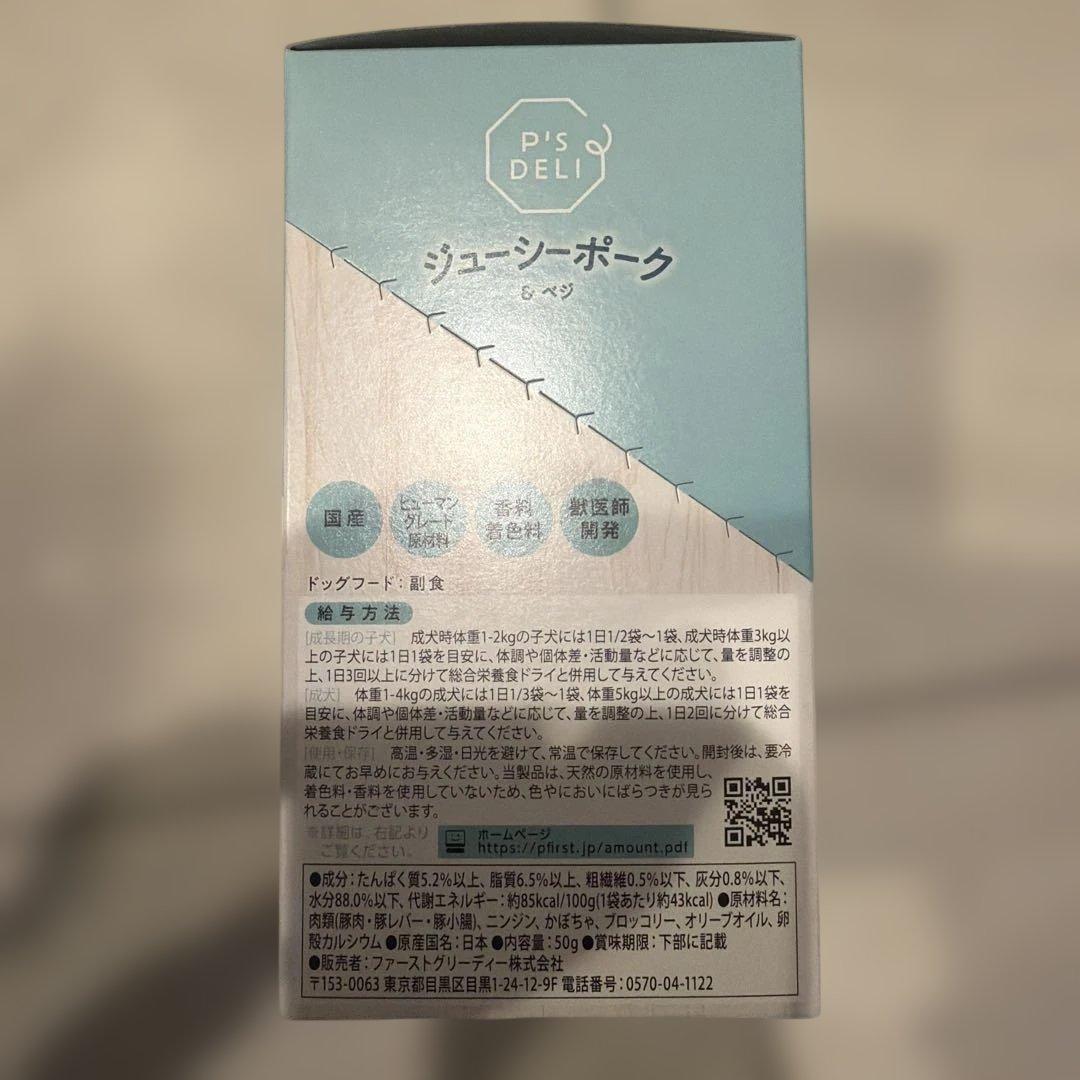 P'S
DELI
ジューシーポーク
& ベジ
国産
ヒューマン
グレード
原材料
香料
着色料
獣医師
開発
ドッグフード：副食
給与方法
[成長期の子犬] 成犬時体重1-2kgの子犬には1日1/2袋～1袋、成犬時体重3kg以
上の子犬には1日1袋を目安に、体調や個体差・活動量などに応じて、量を調整の
上、1日3回以上に分けて総合栄養食ドライと併用して与えてください。
[成犬] 体重1-4kgの成犬には1日1/3袋～1袋、体重5kg以上の成犬には1日1袋を
目安に、体調や個体差・活動量などに応じて、量を調整の上、1日2回に分けて総合
栄養食ドライと併用して与えてください。
[使用・保存] 高温・多湿・日光を避けて、常温で保存してください。開封後は、要冷
蔵にてお早めにお与えください。当製品は、天然の原材料を使用し、
着色料・香料を使用していないため、色やにおいにばらつきが見ら
れることがございます。
※詳細は、右記より
ご覧ください。
ホームページ
https://pfirst.jp/amount.pdf
●成分：たんぱく質5.2%以上、脂質6.5%以上、粗繊維0.5%以下、灰分0.8%以下、
水分88.0%以下、代謝エネルギー：約85kcal/100g(1袋あたり約43kcal) ●原材料名：
肉類(豚肉・豚レバー・豚小腸)、ニンジン、かぼちゃ、ブロッコリー、オリーブオイル、卵
殻カルシウム ●原産国名：日本 ●内容量：50g ●賞味期限：下部に記載
●販売者：ファーストグリーディー株式会社
〒153-0063 東京都目黒区目黒1-24-12-9F 電話番号：0570-04-1122